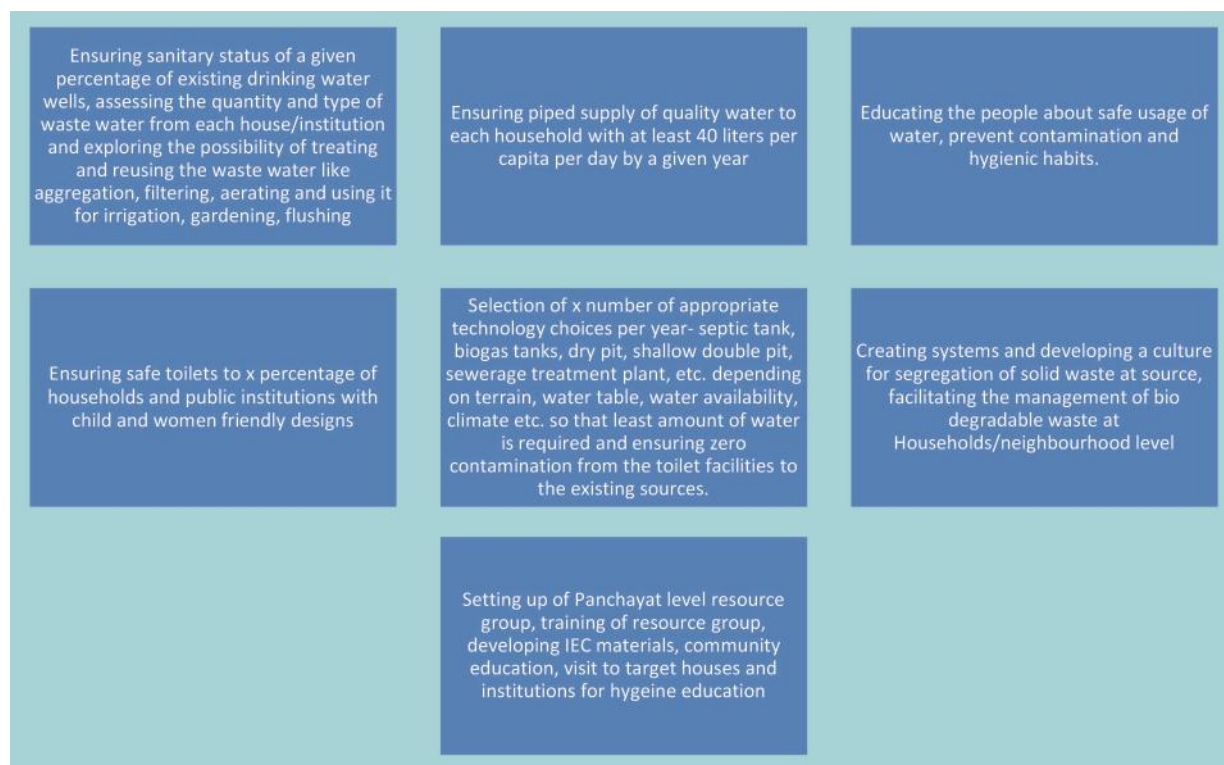 Ensuring sanitary status of a given
percentage of existing drinking water
wells, assessing the quantity and type of
waste water from each house/institution
and exploring the possibility of treating
and reusing the waste water like
aggregation, filtering, aerating and using it
for irrigation, gardening, flushing
Ensuring piped supply of quality water to
each household with at least 40 liters per
capita per day by a given year
Educating the people about safe usage of
water, prevent contamination and
hygienic habits.
Ensuring safe toilets to x percentage of
households and public institutions with
child and women friendly designs
Selection of x number of appropriate
technology choices per year- septic tank,
biogas tanks, dry pit, shallow double pit,
sewerage treatment plant, etc. depending
on terrain, water table, water availability,
climate etc. so that least amount of water
is required and ensuring zero
contamination from the toilet facilities to
the existing sources.
Creating systems and developing a culture
for segregation of solid waste at source,
facilitating the management of bio
degradable waste at
Households/neighbourhood level
Setting up of Panchayat level resource
group, training of resource group,
developing IEC materials, community
education, visit to target houses and
institutions for hygeine education